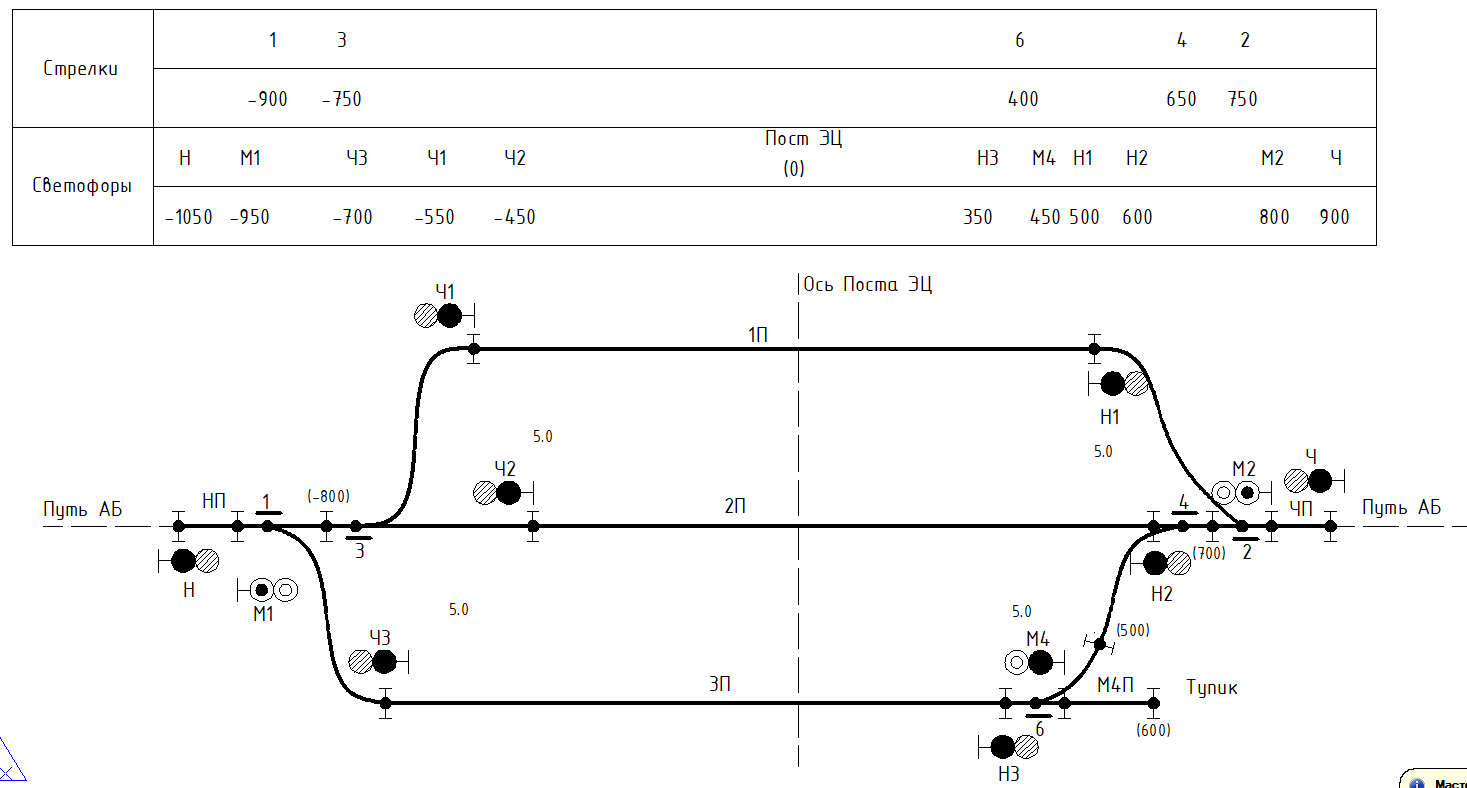 1 3 6 4 2
Стрелки
-900 -750 400 650 750
Пост ЭЦ
Н М1 Ч3 Ч1 Ч2 (0) Н3 М4 Н1 Н2 М2 Ч
Светофоры
-1050 -950 -700 -550 -450 350 450 500 600 800 900
Ось Поста ЭЦ
Ч1
1П
Н1
5.0
5.0
Ч2
М2
Ч
Путь АБ
НП
1
(-800)
2П
4
ЧП
Путь АБ
3
(700)
2
Н
М1
Н2
5.0
5.0
Ч3
М4
(500)
3П
М4П
Тупик
6
(600)
Н3